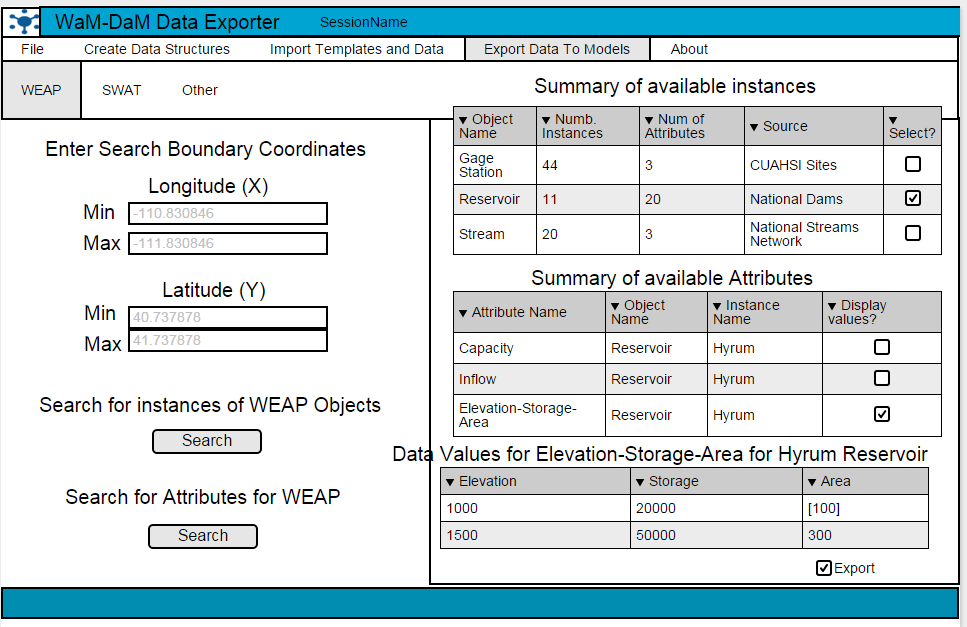 WaM-DaM Data Exporter SessionName
File Create Data Structures Import Templates and Data Export Data To Models About
WEAP SWAT Other
Enter Search Boundary Coordinates
Longitude (X)
Min -110.830846
Max -111.830846
Latitude (Y)
Min 40.737878
Max 41.737878
Search for instances of WEAP Objects
Search
Search for Attributes for WEAP
Search
Summary of available instances
▼ Object Name ▼ Numb. Instances ▼ Num of Attributes ▼ Source ▼ Select?
Gage Station 44 3 CUAHSI Sites
Reservoir 11 20 National Dams
Stream 20 3 National Streams Network
Summary of available Attributes
▼ Attribute Name ▼ Object Name ▼ Instance Name ▼ Display values?
Capacity Reservoir Hyrum
Inflow Reservoir Hyrum
Elevation-Storage-Area Reservoir Hyrum
Data Values for Elevation-Storage-Area for Hyrum Reservoir
▼ Elevation ▼ Storage ▼ Area
1000 20000 [100]
1500 50000 300
Export